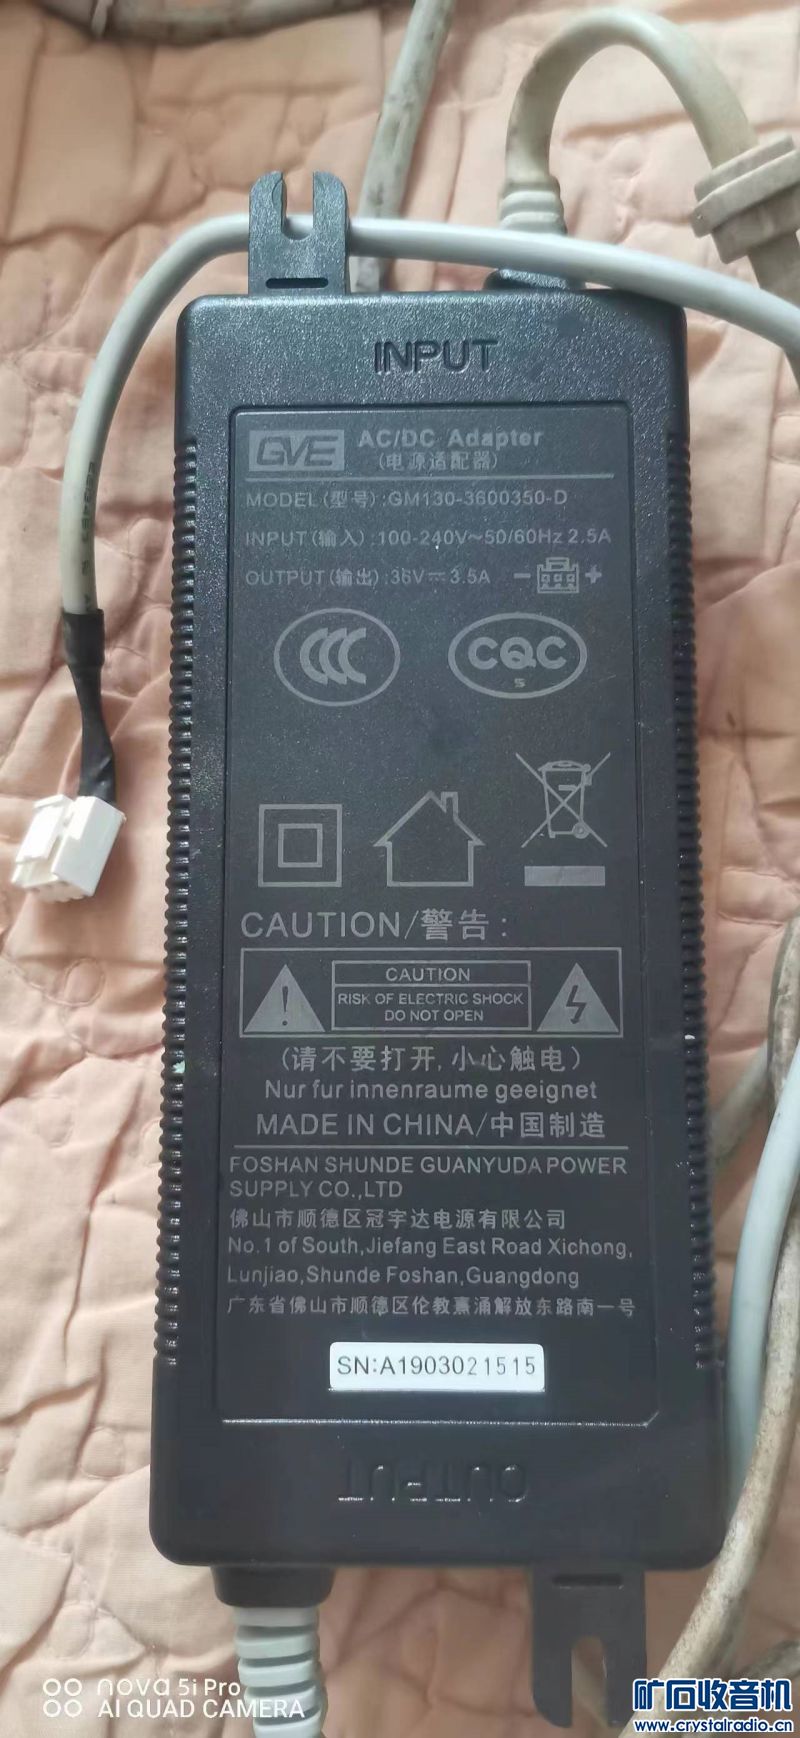 INPUT
GVE AC/DC Adapter
(电源适配器)
MODEL(型号):GM130-3600350-D
INPUT(输入):100-240V~50/60Hz 2.5A
OUTPUT(输出):36V⎓3.5A - +
CCC
CQC
S
CAUTION/警告:
CAUTION
RISK OF ELECTRIC SHOCK
DO NOT OPEN
(请不要打开,小心触电)
Nur fur innenraume geeignet
MADE IN CHINA/中国制造
FOSHAN SHUNDE GUANYUDA POWER
SUPPLY CO.,LTD
佛山市顺德区冠宇达电源有限公司
No.1 of South,Jiefang East Road Xichong,
Lunjiao,Shunde Foshan,Guangdong
广东省佛山市顺德区伦教熹涌解放东路南一号
SN:A1903021515
OUTPUT
nova 5i Pro
AI QUAD CAMERA
矿石收音机
www.crystalradio.cn